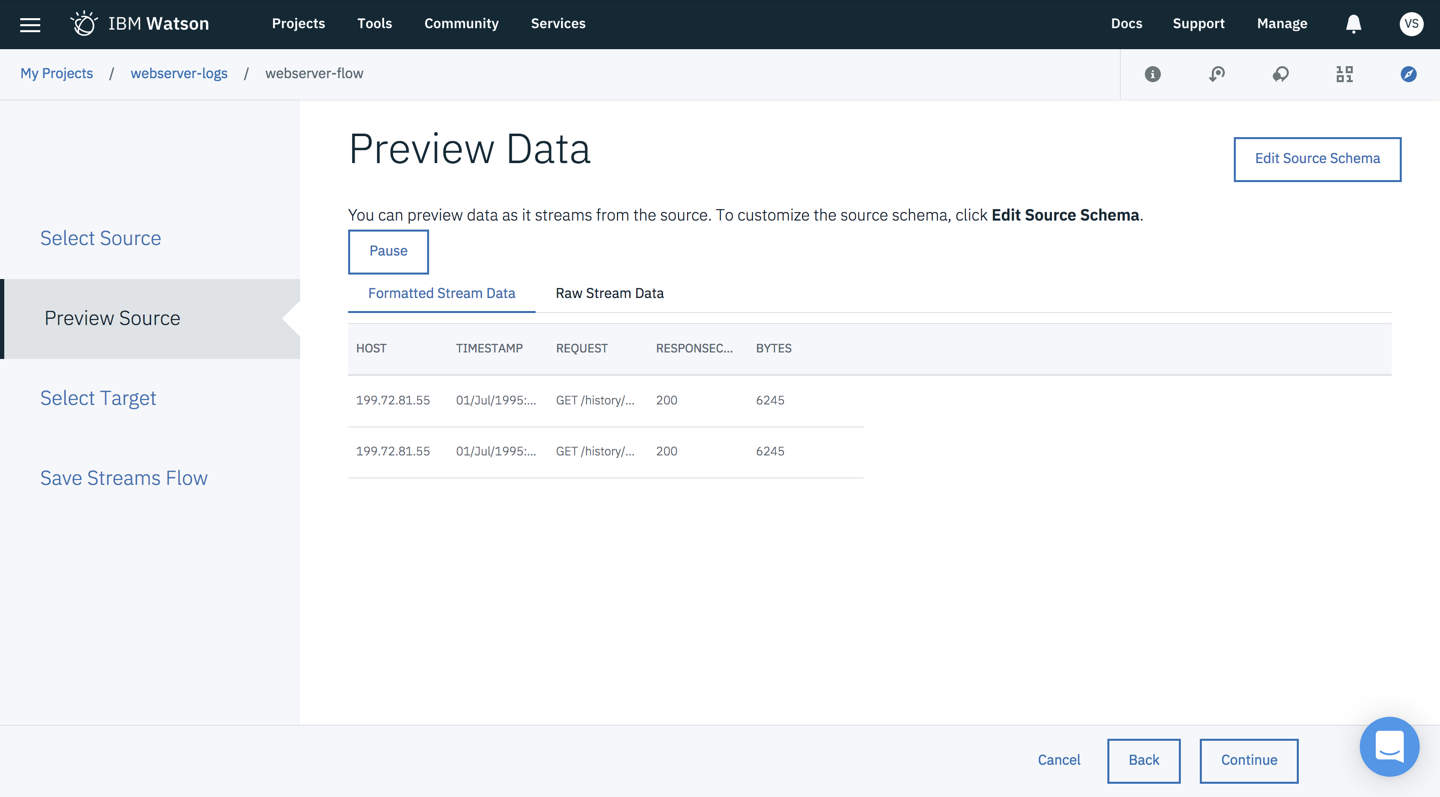 IBM Watson Projects Tools Community Services Docs Support Manage VS
My Projects / webserver-logs / webserver-flow
Preview Data
Edit Source Schema
You can preview data as it streams from the source. To customize the source schema, click Edit Source Schema.
Select Source
Pause
Formatted Stream Data Raw Stream Data
Preview Source
HOST TIMESTAMP REQUEST RESPONSEC... BYTES
199.72.81.55 01/Jul/1995:... GET /history/... 200 6245
Select Target
199.72.81.55 01/Jul/1995:... GET /history/... 200 6245
Save Streams Flow
Cancel Back Continue